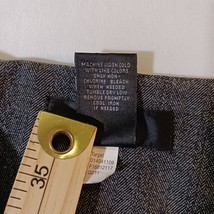 MACHINE WASH COLD
WITH LIKE COLORS
ONLY NON-
CHLORINE BLEACH
WHEN NEEDED
TUMBLE DRY LOW
REMOVE PROMPTLY
COOL IRON
IF NEEDED
35